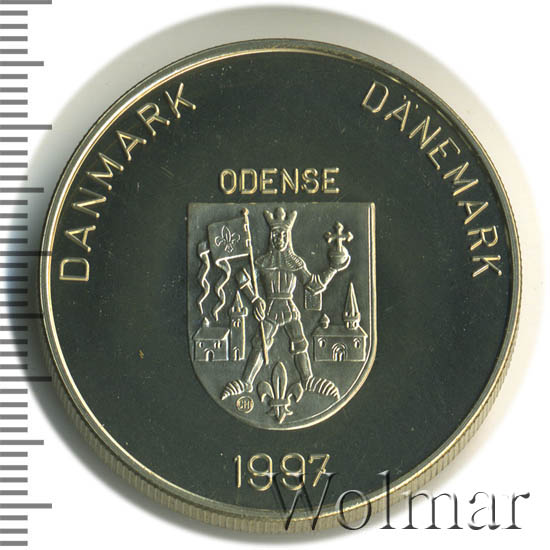 DANMARK
DÄNEMARK
ODENSE
1997
Wolmar